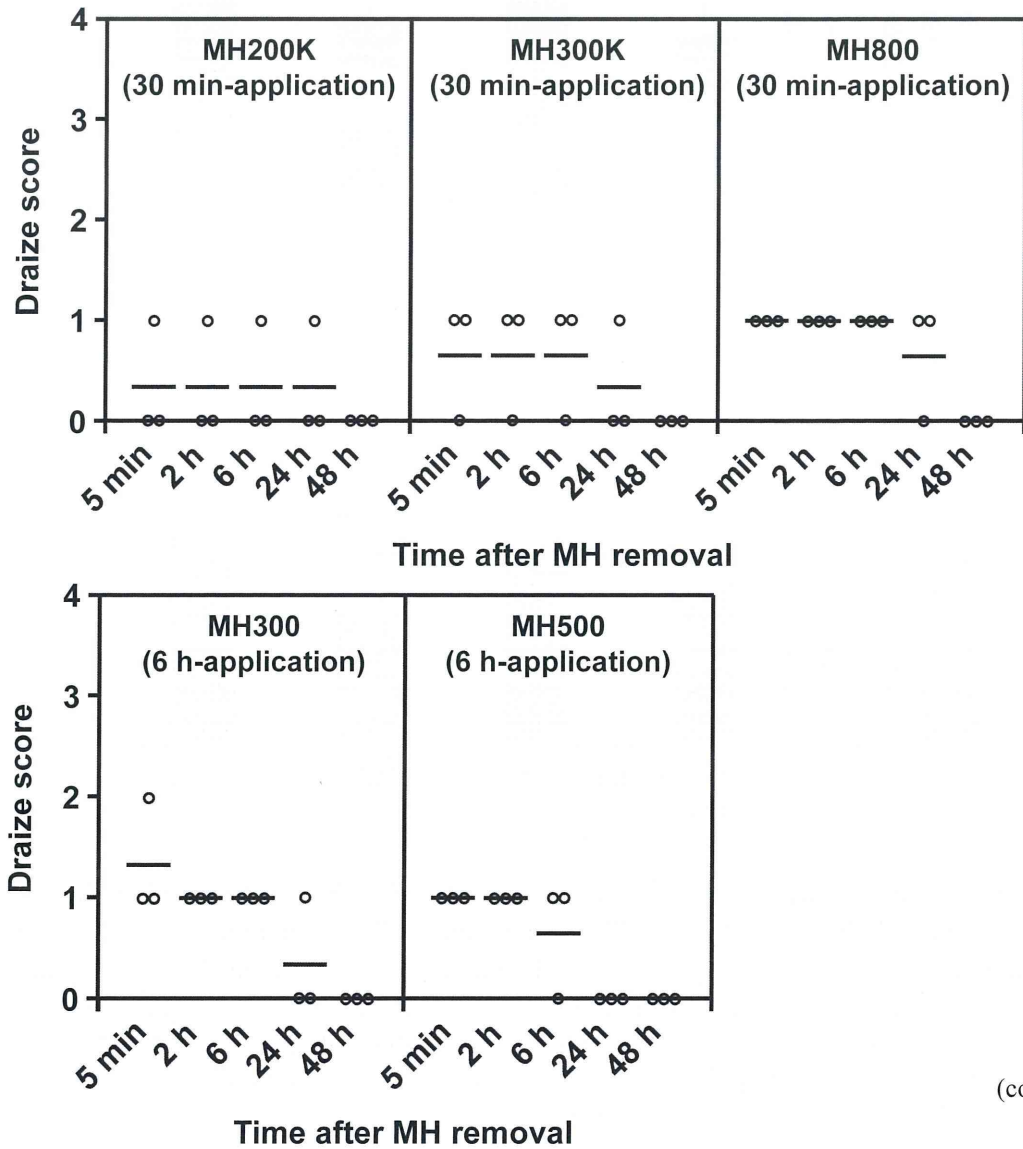 MH200K
(30 min-application)
MH300K
(30 min-application)
MH800
(30 min-application)
Draize score
4
3
2
1
0
5 min
2 h
6 h
24 h
48 h
5 min
2 h
6 h
24 h
48 h
5 min
2 h
6 h
24 h
48 h
Time after MH removal
MH300
(6 h-application)
MH500
(6 h-application)
Draize score
4
3
2
1
0
5 min
2 h
6 h
24 h
48 h
5 min
2 h
6 h
24 h
48 h
Time after MH removal
(co